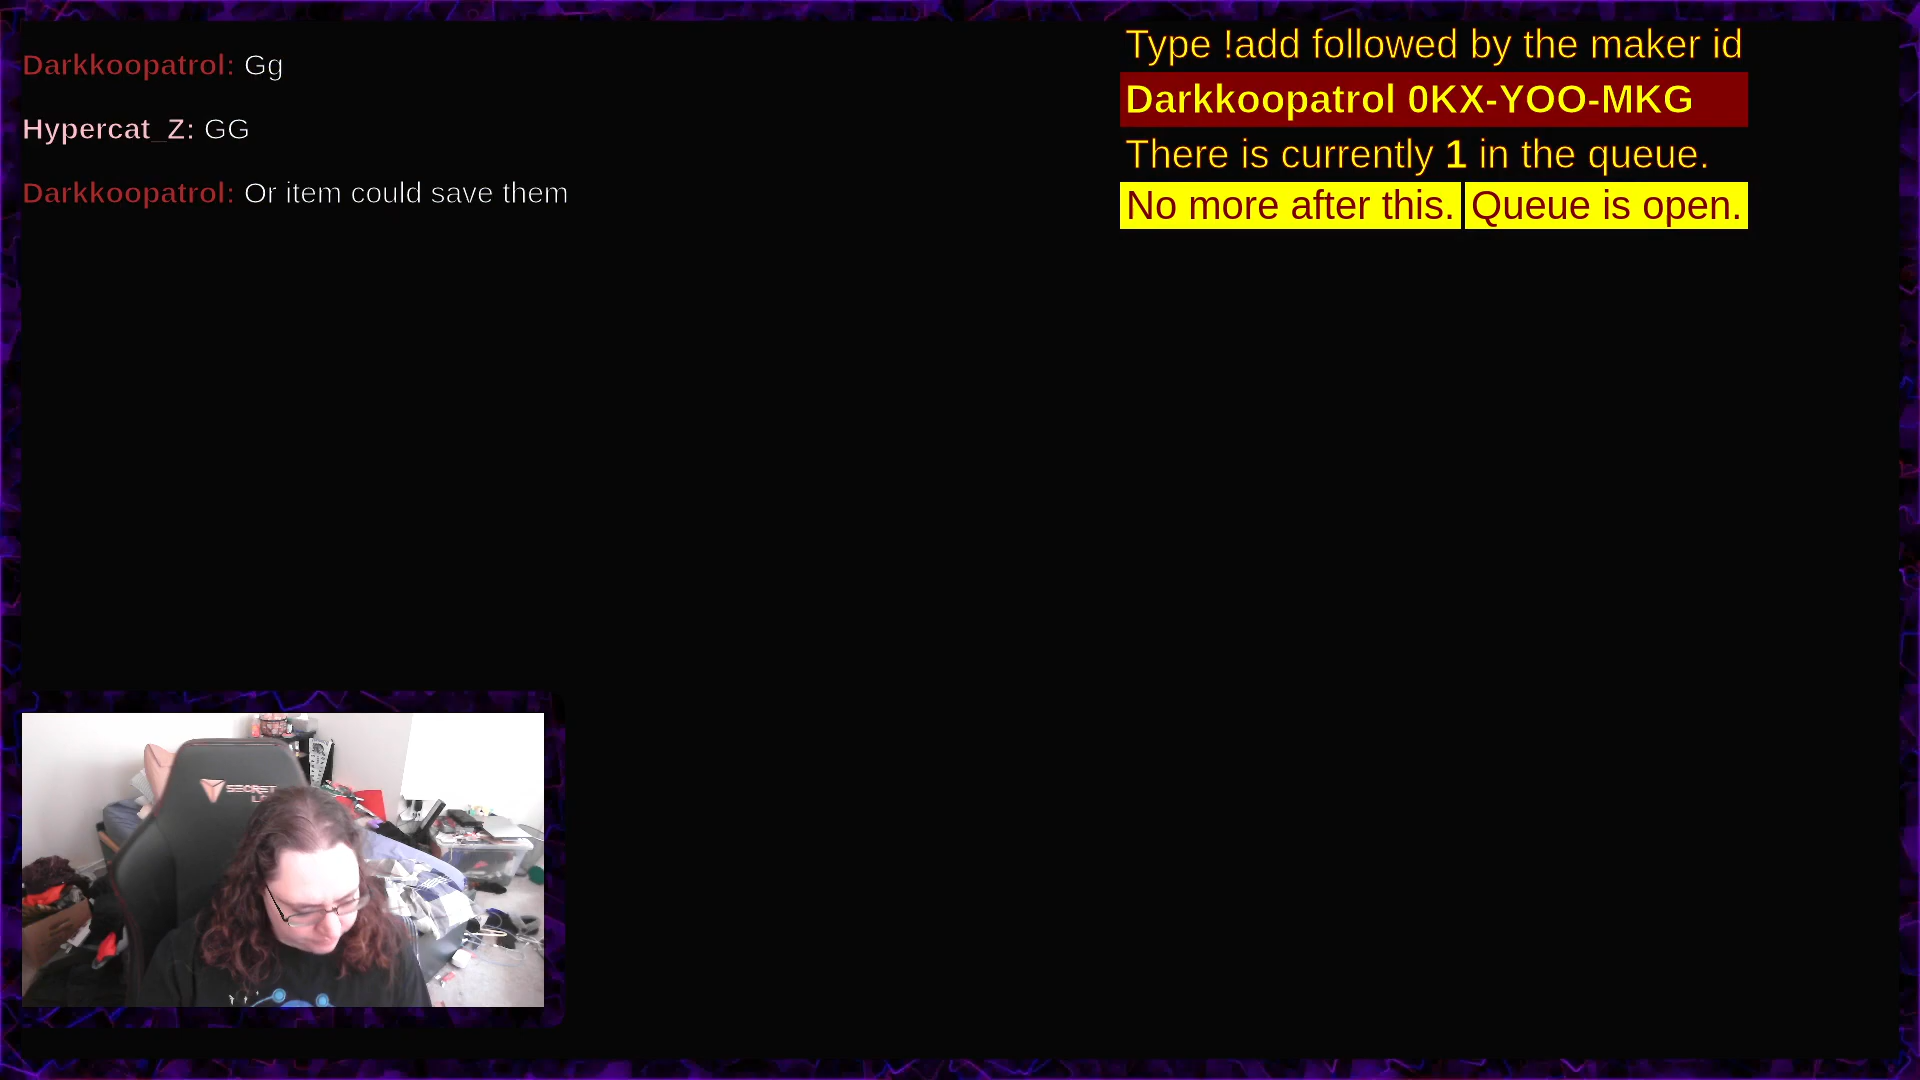 Darkkoopatrol: Gg
Hypercat_Z: GG
Darkkoopatrol: Or item could save them
Type !add followed by the maker id
Darkkoopatrol 0KX-YOO-MKG
There is currently 1 in the queue.
No more after this. Queue is open.
SECRET